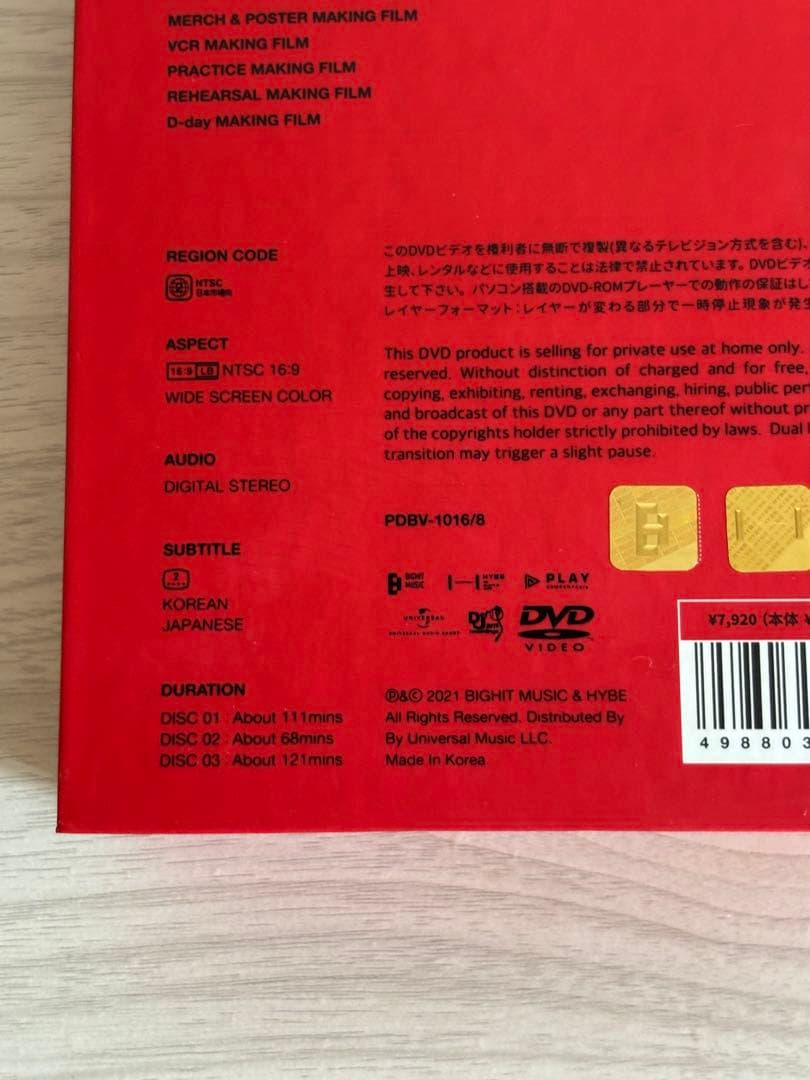 MERCH & POSTER MAKING FILM
VCR MAKING FILM
PRACTICE MAKING FILM
REHEARSAL MAKING FILM
D-day MAKING FILM
REGION CODE
2 NTSC
日本市場向
ASPECT
16:9 LB NTSC 16:9
WIDE SCREEN COLOR
AUDIO
DIGITAL STEREO
SUBTITLE
2
KOREAN
JAPANESE
DURATION
DISC 01 : About 111mins
DISC 02 : About 68mins
DISC 03 : About 121mins
このDVDビデオを権利者に無断で複製(異なるテレビジョン方式を含む)、
上映、レンタルなどに使用することは法律で禁止されています。DVDビデオ
生して下さい。パソコン搭載のDVD-ROMプレーヤーでの動作の保証はし
レイヤーフォーマット:レイヤーが変わる部分で一時停止現象が発生
This DVD product is selling for private use at home only.
reserved. Without distinction of charged and for free,
copying, exhibiting, renting, exchanging, hiring, public per
and broadcast of this DVD or any part thereof without pr
of the copyrights holder strictly prohibited by laws. Dual
transition may trigger a slight pause.
PDBV-1016/8
BIGHIT MUSIC HYBE PLAY
UNIVERSAL Def Jam DVD
VIDEO
℗&© 2021 BIGHIT MUSIC & HYBE.
All Rights Reserved. Distributed By
By Universal Music LLC.
Made In Korea
¥7,920 (本体 ¥
498803